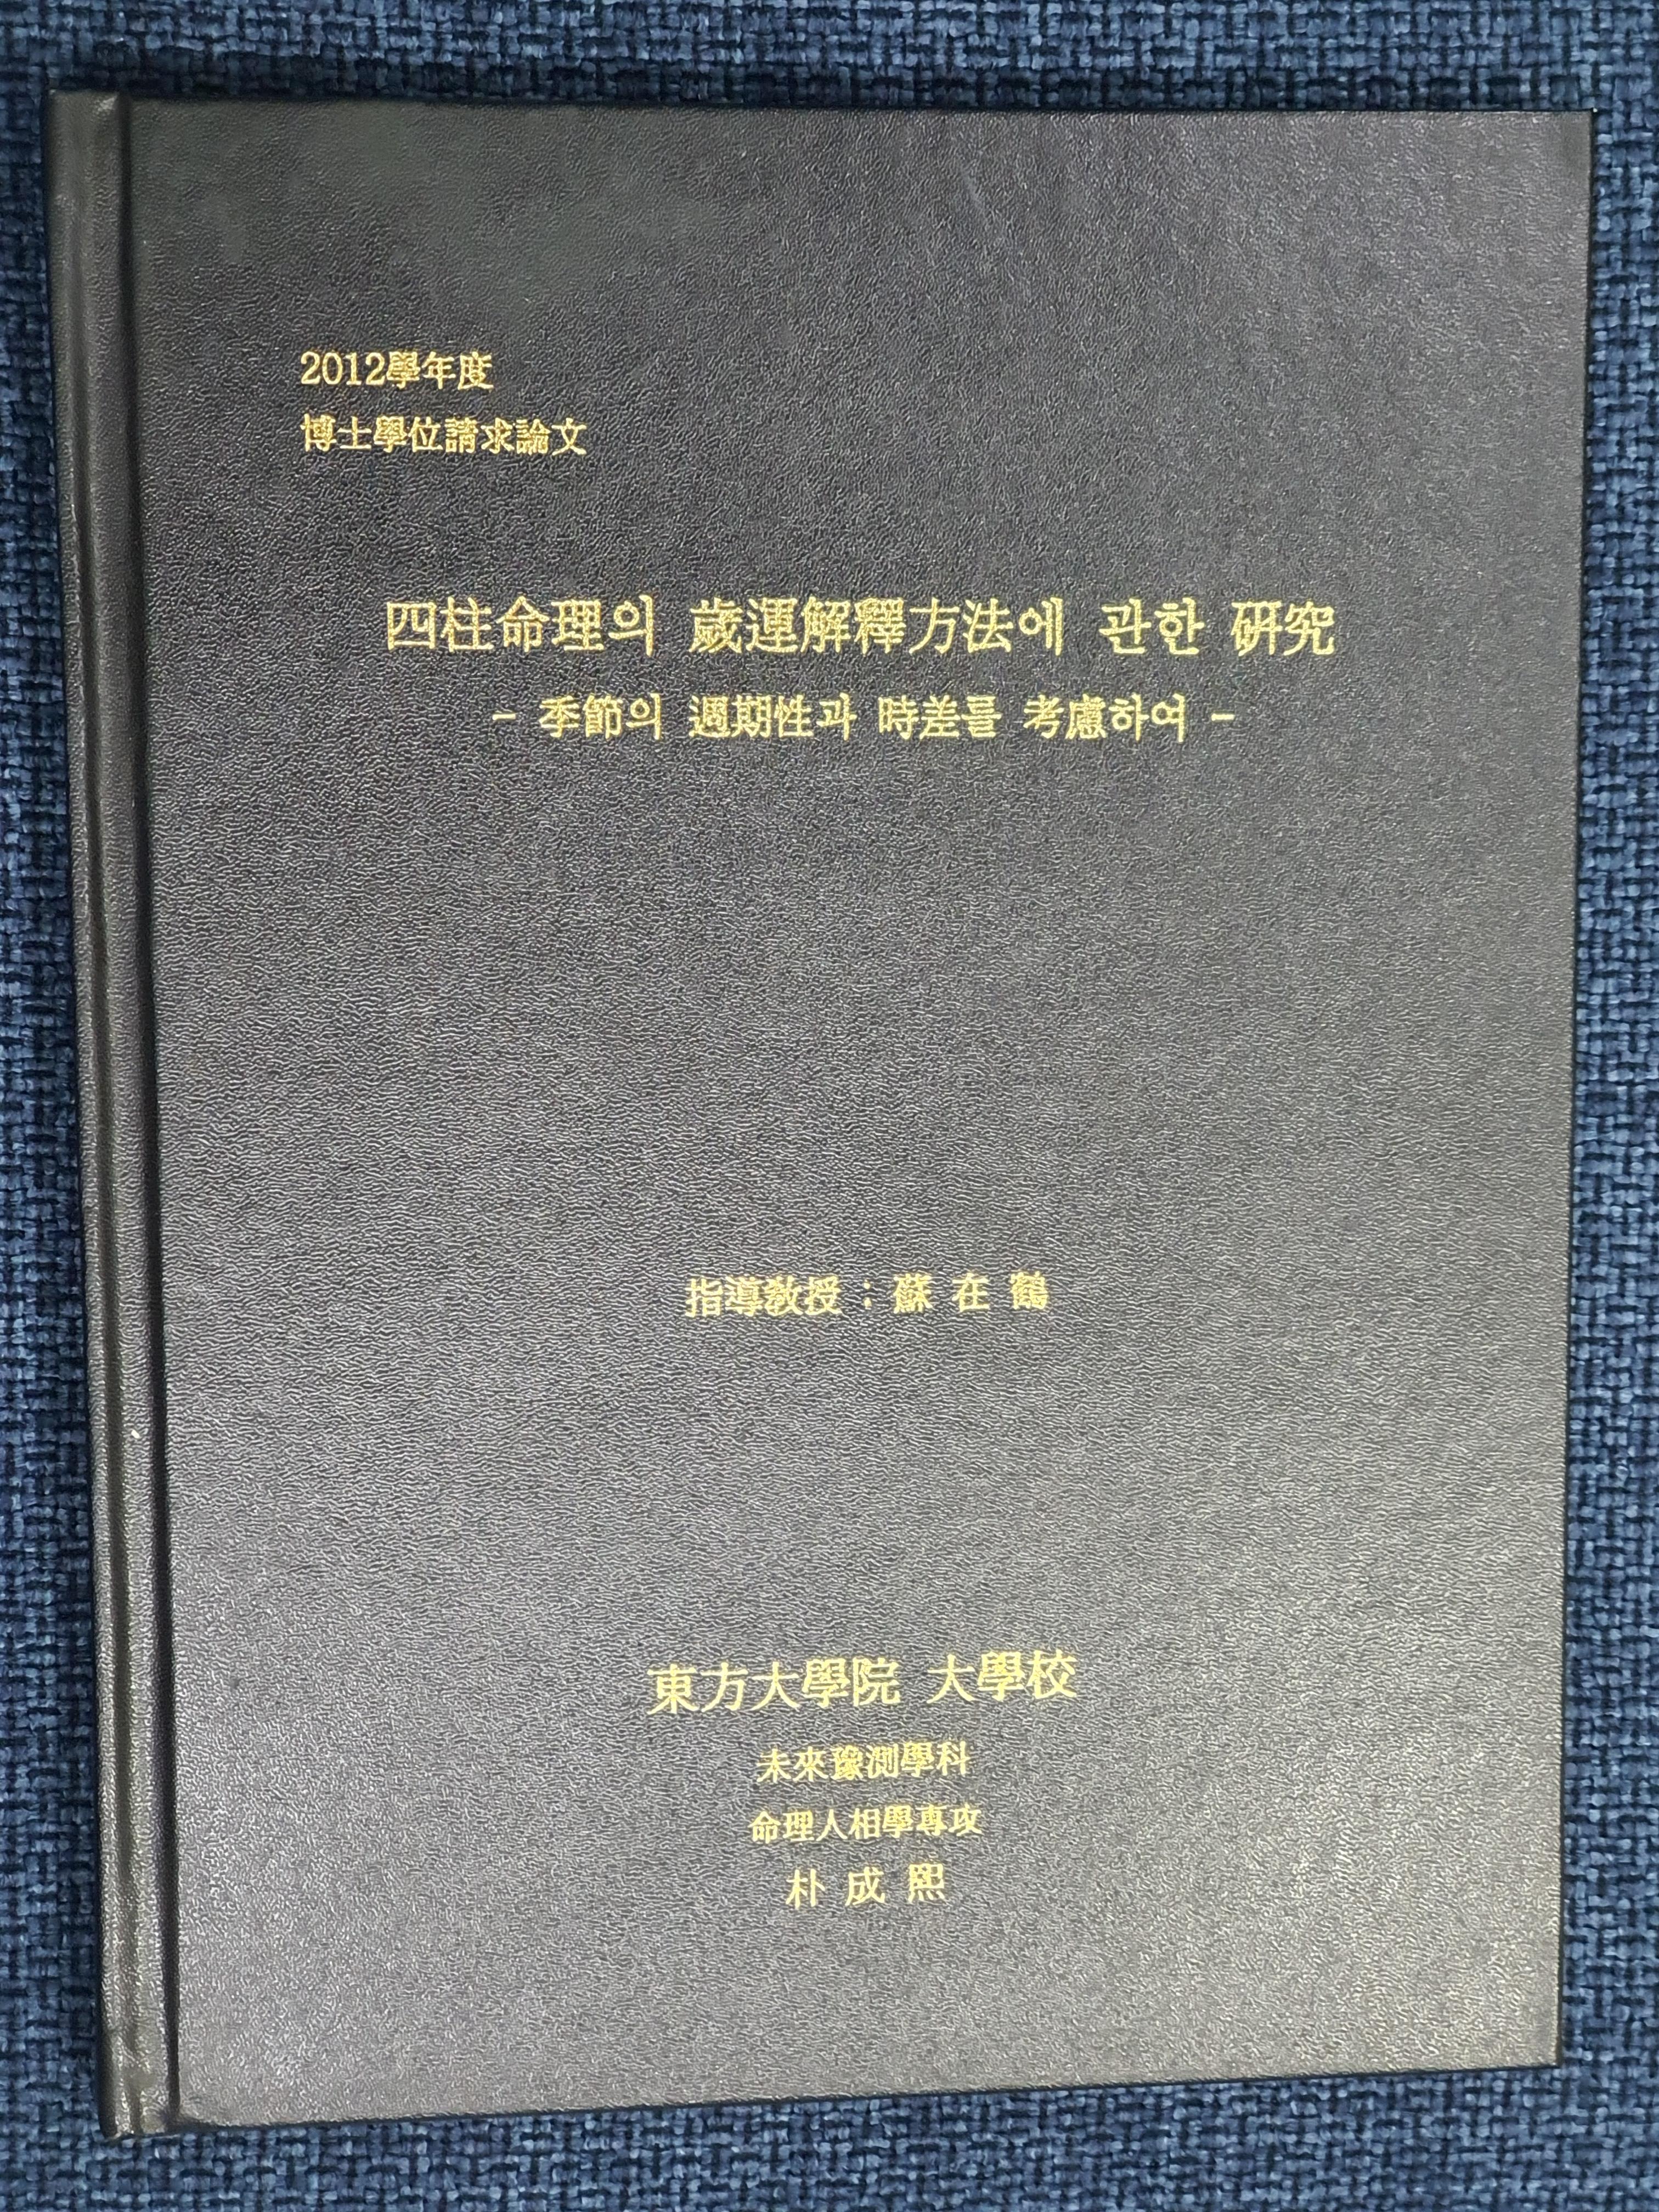 2012學年度
博士學位請求論文
四柱命理의 歲運解釋方法에 관한 硏究
- 季節의 週期性과 時差를 考慮하여 -
指導敎授 : 蘇 在 鶴
東方大學院 大學校
未來豫測學科
命理人相學專攻
朴 成 熙